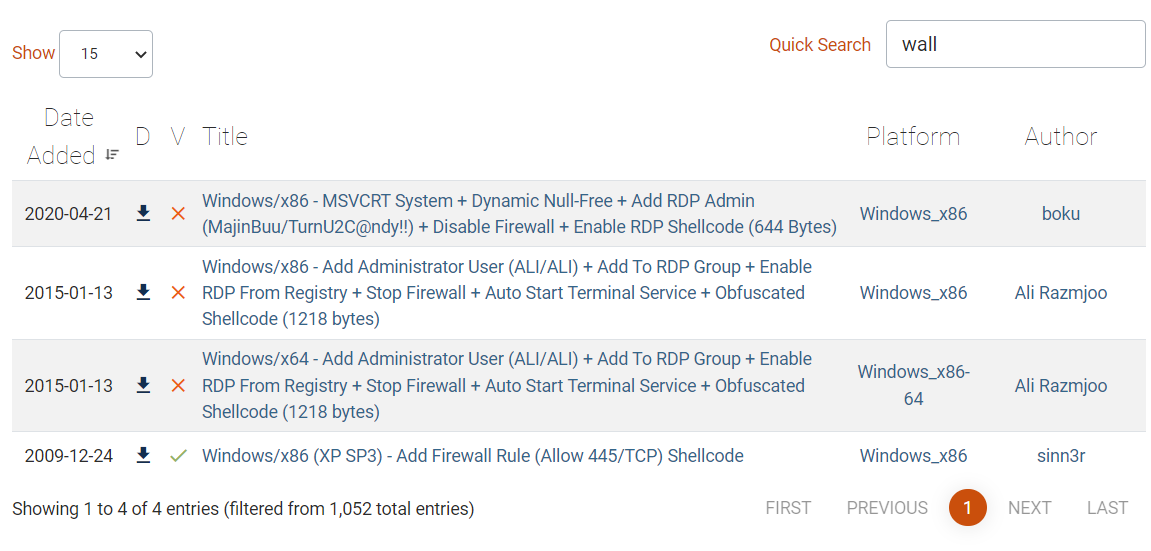 Show 15 Quick Search wall
Date
Added D V Title Platform Author
2020-04-21 Windows/x86 - MSVCRT System + Dynamic Null-Free + Add RDP Admin
(MajinBuu/TurnU2C@ndy!!) + Disable Firewall + Enable RDP Shellcode (644 Bytes) Windows_x86 boku
2015-01-13 Windows/x86 - Add Administrator User (ALI/ALI) + Add To RDP Group + Enable
RDP From Registry + Stop Firewall + Auto Start Terminal Service + Obfuscated
Shellcode (1218 bytes) Windows_x86 Ali Razmjoo
2015-01-13 Windows/x64 - Add Administrator User (ALI/ALI) + Add To RDP Group + Enable
RDP From Registry + Stop Firewall + Auto Start Terminal Service + Obfuscated
Shellcode (1218 bytes) Windows_x86-
64 Ali Razmjoo
2009-12-24 Windows/x86 (XP SP3) - Add Firewall Rule (Allow 445/TCP) Shellcode Windows_x86 sinn3r
Showing 1 to 4 of 4 entries (filtered from 1,052 total entries) FIRST PREVIOUS 1 NEXT LAST